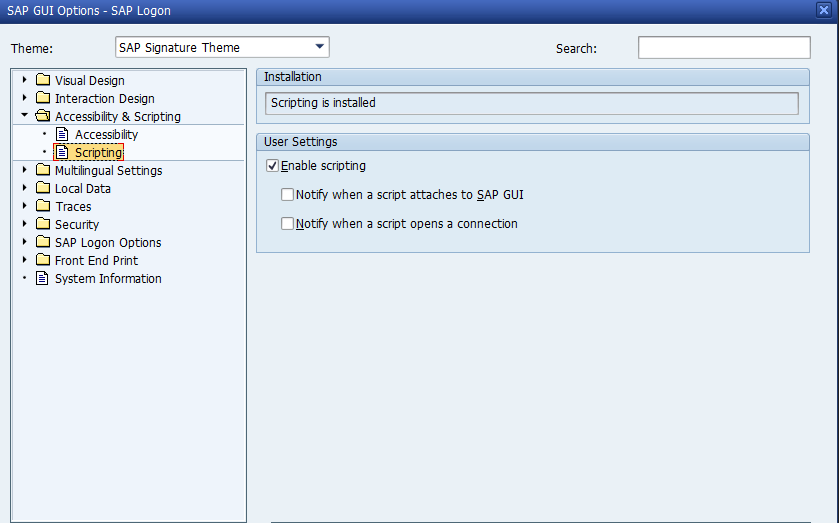 SAP GUI Options - SAP Logon
Theme: SAP Signature Theme Search:
Visual Design
Interaction Design
Accessibility & Scripting
Accessibility
Scripting
Multilingual Settings
Local Data
Traces
Security
SAP Logon Options
Front End Print
System Information
Installation
Scripting is installed
User Settings
Enable scripting
Notify when a script attaches to SAP GUI
Notify when a script opens a connection